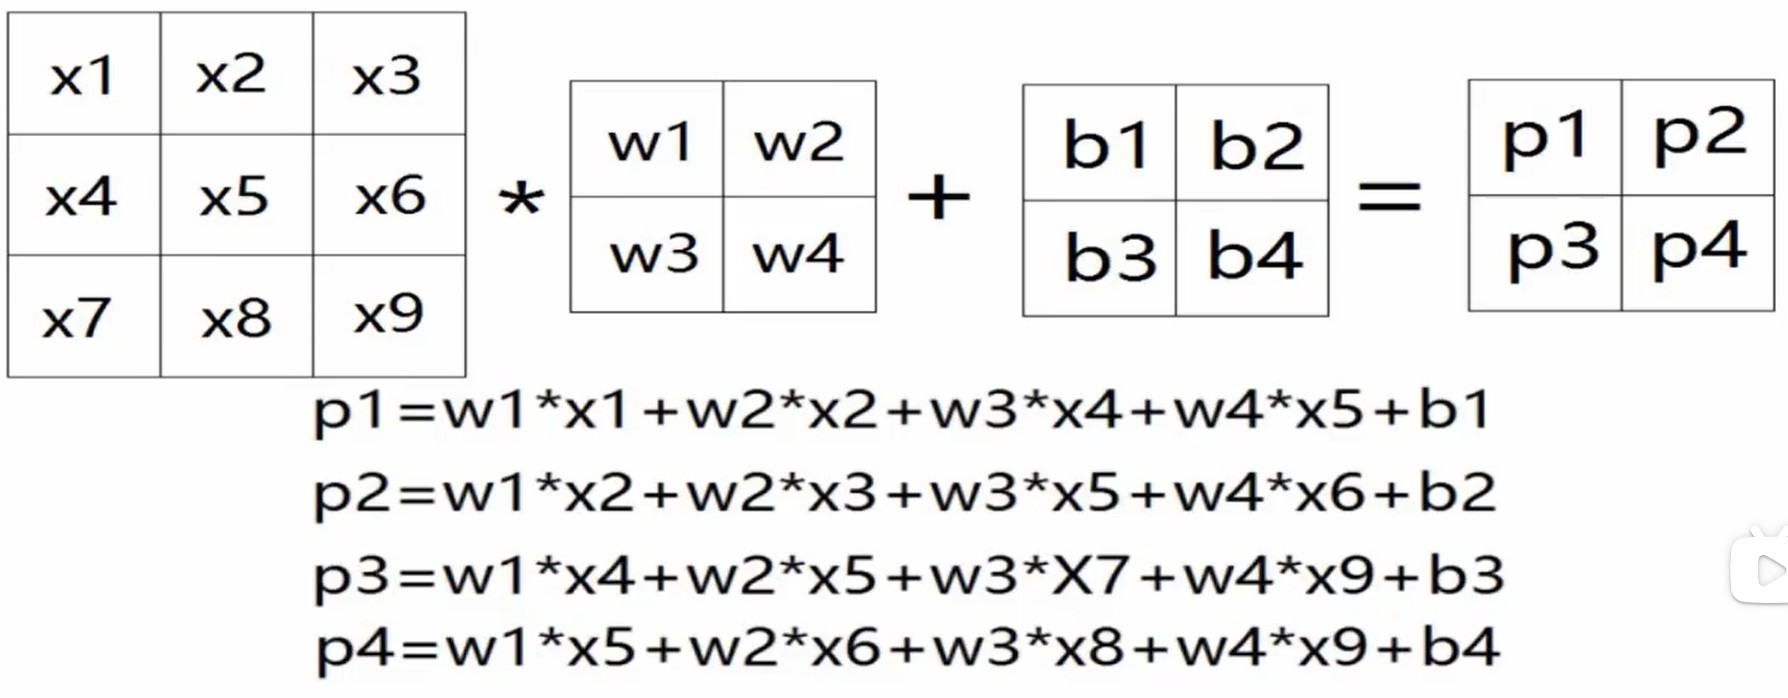 x1 x2 x3
x4 x5 x6
x7 x8 x9
*
w1 w2
w3 w4
+
b1 b2
b3 b4
=
p1 p2
p3 p4
p1=w1*x1+w2*x2+w3*x4+w4*x5+b1
p2=w1*x2+w2*x3+w3*x5+w4*x6+b2
p3=w1*x4+w2*x5+w3*X7+w4*x9+b3
p4=w1*x5+w2*x6+w3*x8+w4*x9+b4